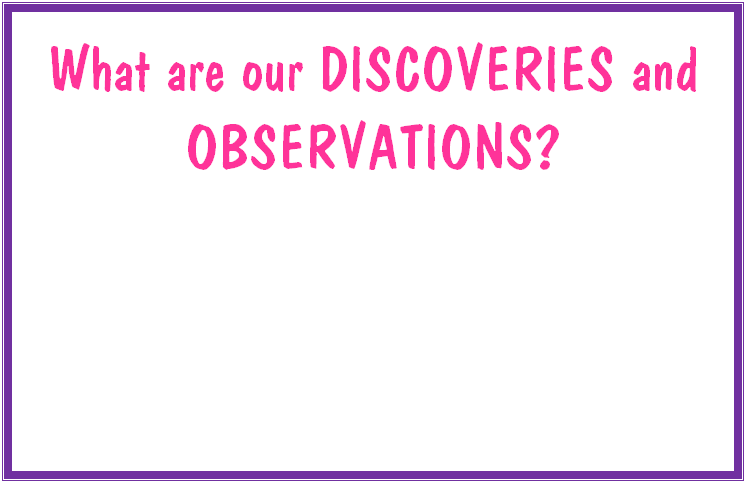 What are our DISCOVERIES and
OBSERVATIONS?